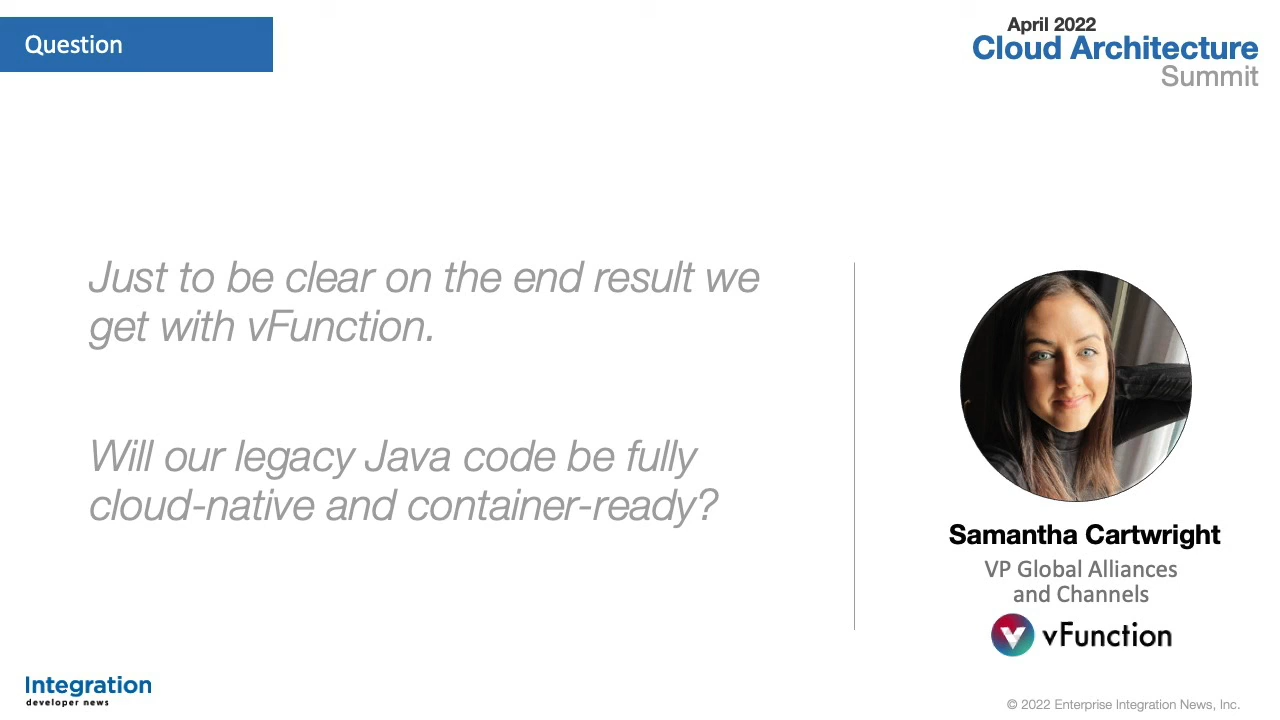 Question
April 2022
Cloud Architecture
Summit
Just to be clear on the end result we
get with vFunction.
Will our legacy Java code be fully
cloud-native and container-ready?
Samantha Cartwright
VP Global Alliances
and Channels
vFunction
Integration
developer news
© 2022 Enterprise Integration News, Inc.